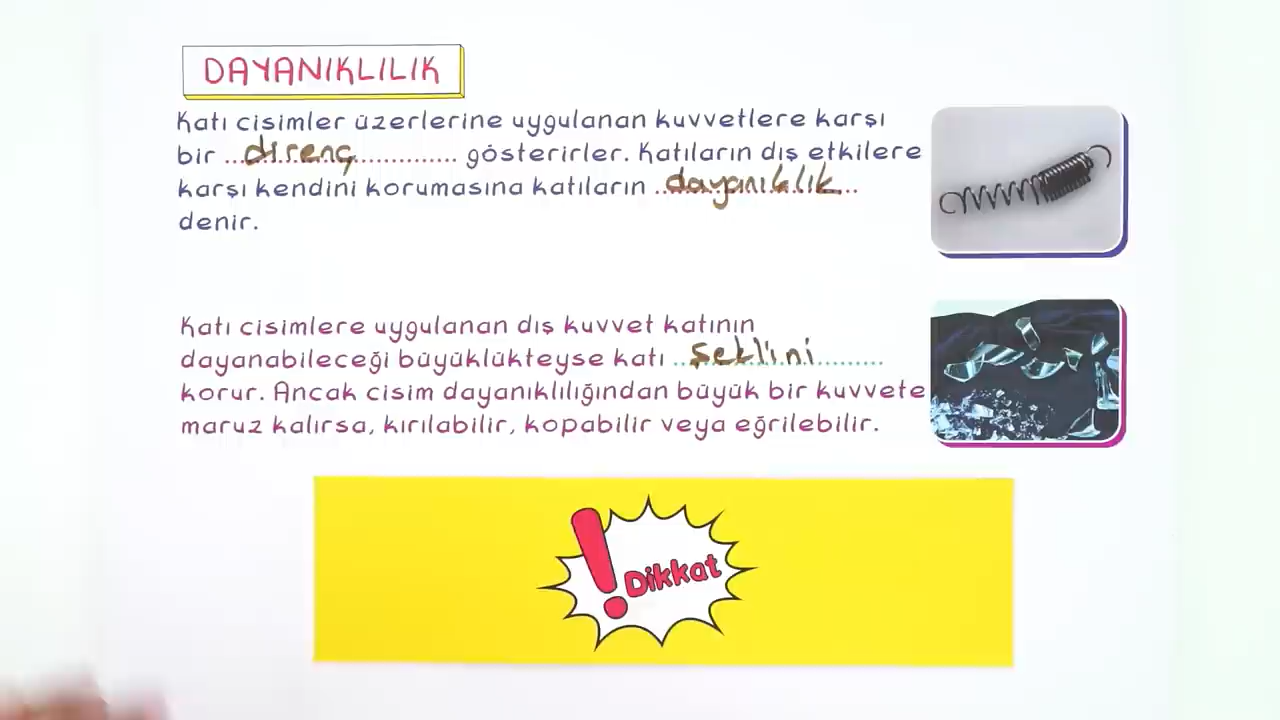 DAYANIKLILIK
Katı cisimler üzerlerine uygulanan kuvvetlere karşı
bir ...direnç............... gösterirler. Katıların dış etkilere
karşı kendini korumasına katıların ..dayanıklılık..
denir.
Katı cisimlere uygulanan dış kuvvet katının
dayanabileceği büyüklükteyse katı ..şeklini.........
korur. Ancak cisim dayanıklılığından büyük bir kuvvete
maruz kalırsa, kırılabilir, kopabilir veya eğrilebilir.
! Dikkat